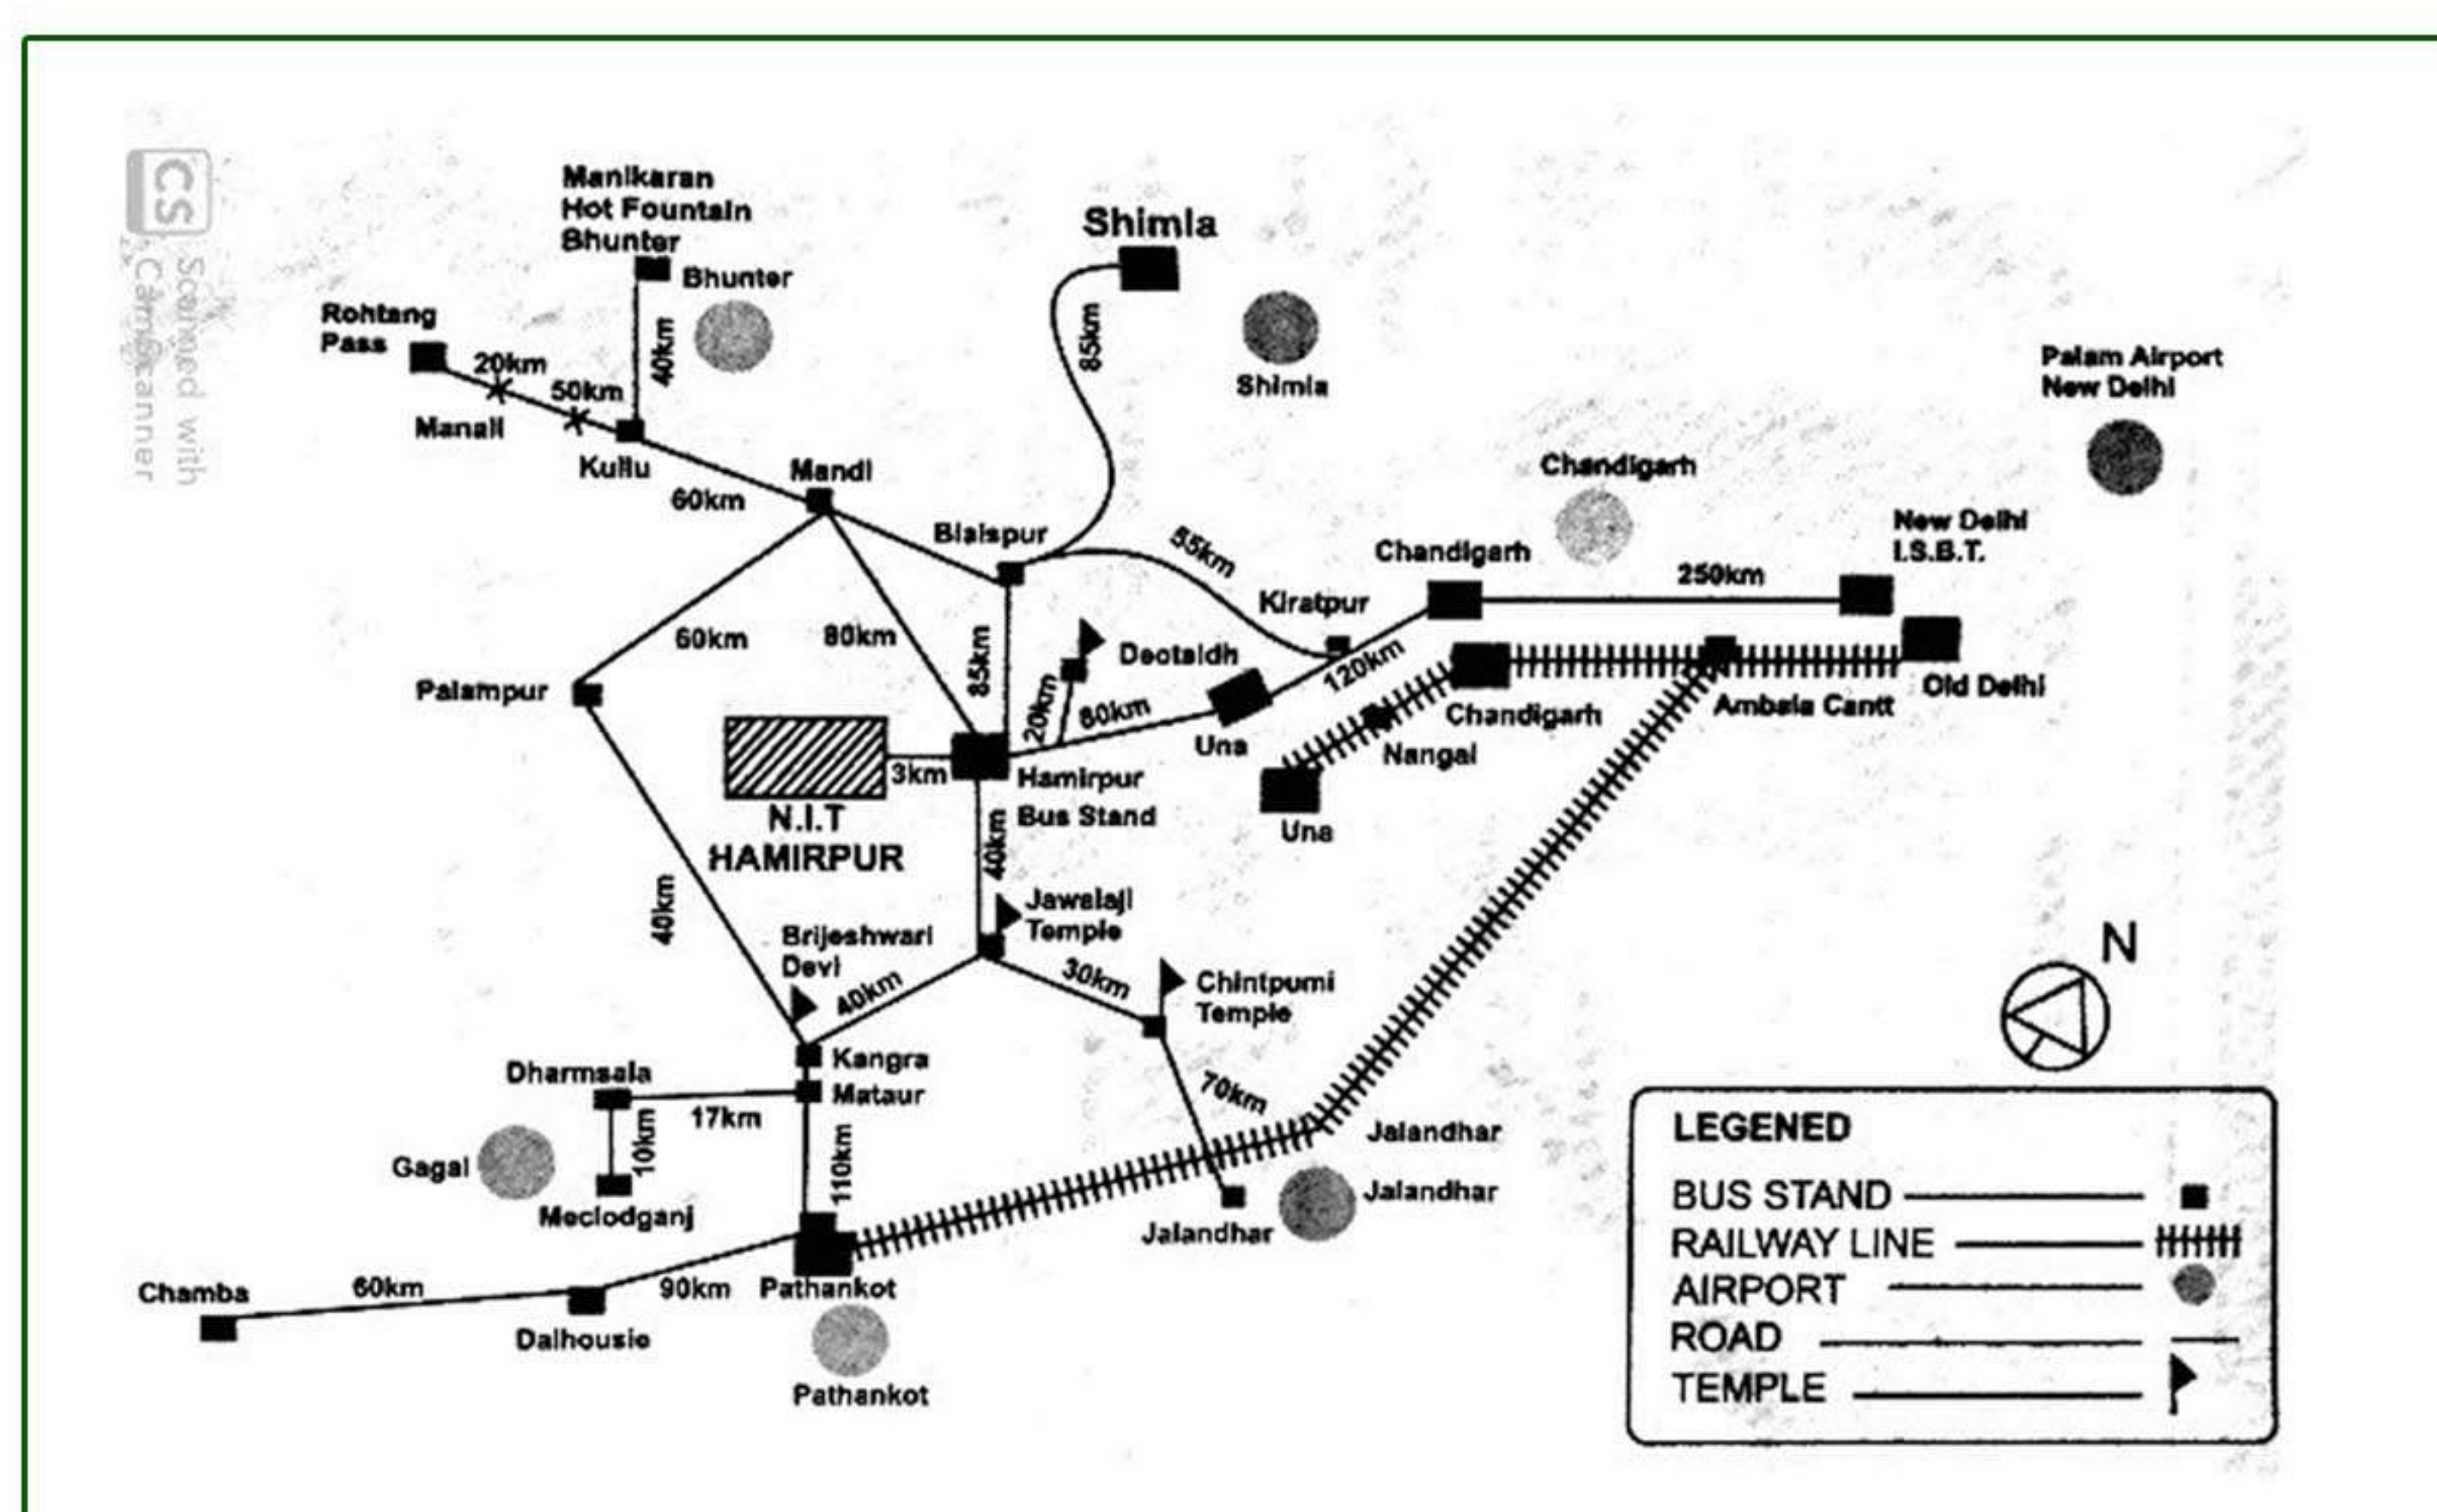 CS
Scanned with
CamScanner
Manikaran
Hot Fountain
Bhunter
Bhunter
Shimla
Shimla
Rohtang
Pass
20km
50km
40km
Manali
Kullu
60km
Mandi
85km
Palam Airport
New Delhi
Chandigarh
Blaispur
55km
Chandigarh
New Delhi
I.S.B.T.
250km
Kiratpur
60km
80km
85km
Deotsidh
120km
Palampur
20km
80km
Una
Chandigarh
Ambala Cantt
Old Delhi
Nangal
3km
Hamirpur
Bus Stand
Una
N.I.T
HAMIRPUR
40km
40km
Jawalaji
Temple
Brijeshwari
Devi
40km
30km
Chintpurni
Temple
N
Kangra
Dharmsala
Mataur
17km
10km
70km
Jalandhar
Gagal
110km
Jalandhar
Meclodganj
Jalandhar
Chamba
60km
90km
Pathankot
Dalhousie
Pathankot
LEGENED
BUS STAND
RAILWAY LINE
AIRPORT
ROAD
TEMPLE